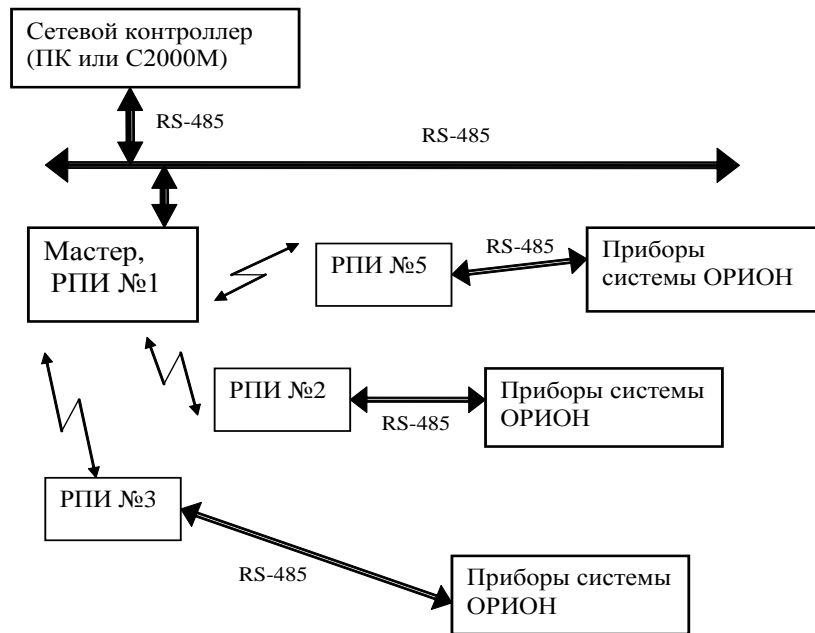 Сетевой контроллер
(ПК или С2000М)
RS-485
RS-485
Мастер,
РПИ №1
РПИ №5
RS-485
Приборы
системы ОРИОН
РПИ №2
RS-485
Приборы системы
ОРИОН
РПИ №3
RS-485
Приборы системы
ОРИОН